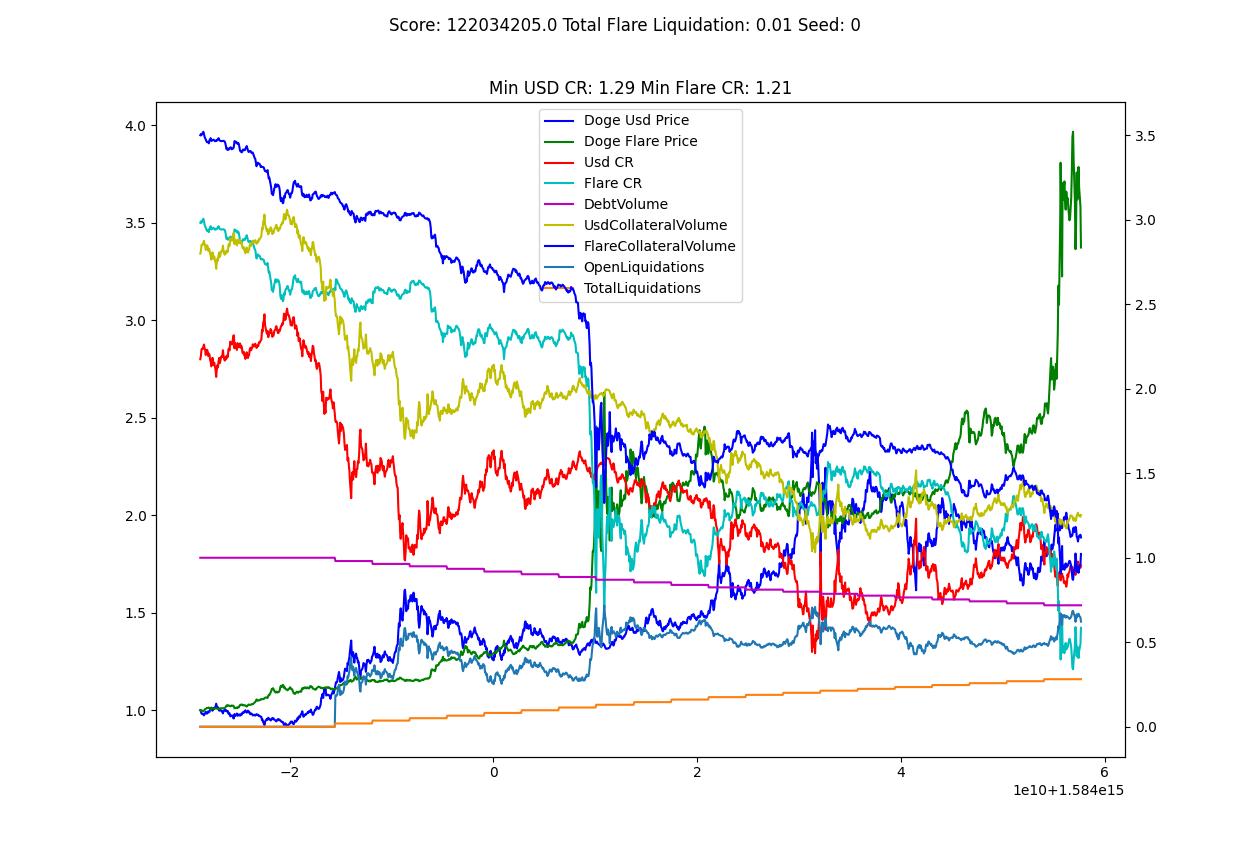 Score: 122034205.0 Total Flare Liquidation: 0.01 Seed: 0
Min USD CR: 1.29 Min Flare CR: 1.21
Doge Usd Price
Doge Flare Price
Usd CR
Flare CR
DebtVolume
UsdCollateralVolume
FlareCollateralVolume
OpenLiquidations
TotalLiquidations
4.0
3.5
3.0
2.5
2.0
1.5
1.0
3.5
3.0
2.5
2.0
1.5
1.0
0.5
0.0
−2
0
2
4
6
1e10+1.584e15